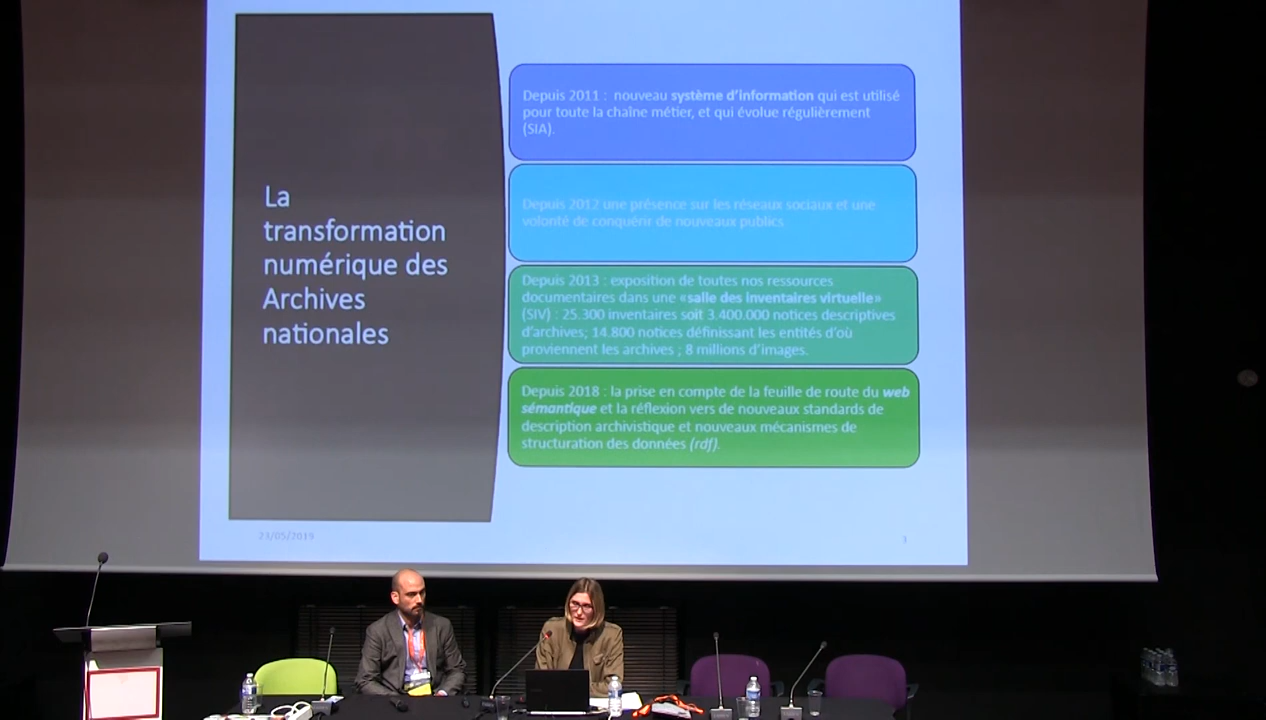 La
transformation
numérique des
Archives
nationales
Depuis 2011 : nouveau système d'information qui est utilisé
pour toute la chaîne métier, et qui évolue régulièrement
(SIA).
Depuis 2012 une présence sur les réseaux sociaux et une
volonté de conquérir de nouveaux publics
Depuis 2013 : exposition de toutes nos ressources
documentaires dans une «salle des inventaires virtuelle»
(SIV) : 25.300 inventaires soit 3.400.000 notices descriptives
d'archives; 14.800 notices définissant les entités d'où
proviennent les archives ; 8 millions d'images.
Depuis 2018 : la prise en compte de la feuille de route du web
sémantique et la réflexion vers de nouveaux standards de
description archivistique et nouveaux mécanismes de
structuration des données (rdf).
23/05/2019
3